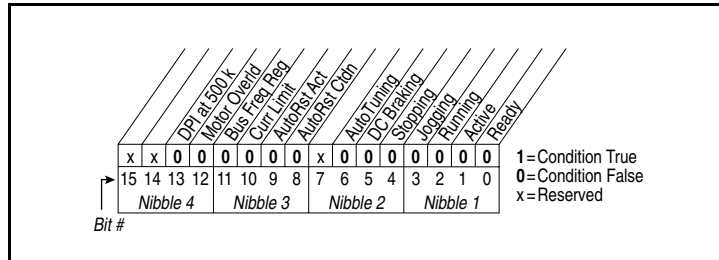 DPI at 500 k
Motor Overld
Bus Freq Reg
Curr Limit
AutoRst Act
AutoRst Ctdn
AutoTuning
DC Braking
Stopping
Jogging
Running
Active
Ready
x x 0 0 0 0 0 0 x 0 0 0 0 0 0 0
15 14 13 12 11 10 9 8 7 6 5 4 3 2 1 0
Nibble 4 Nibble 3 Nibble 2 Nibble 1
Bit #
1=Condition True
0=Condition False
x=Reserved